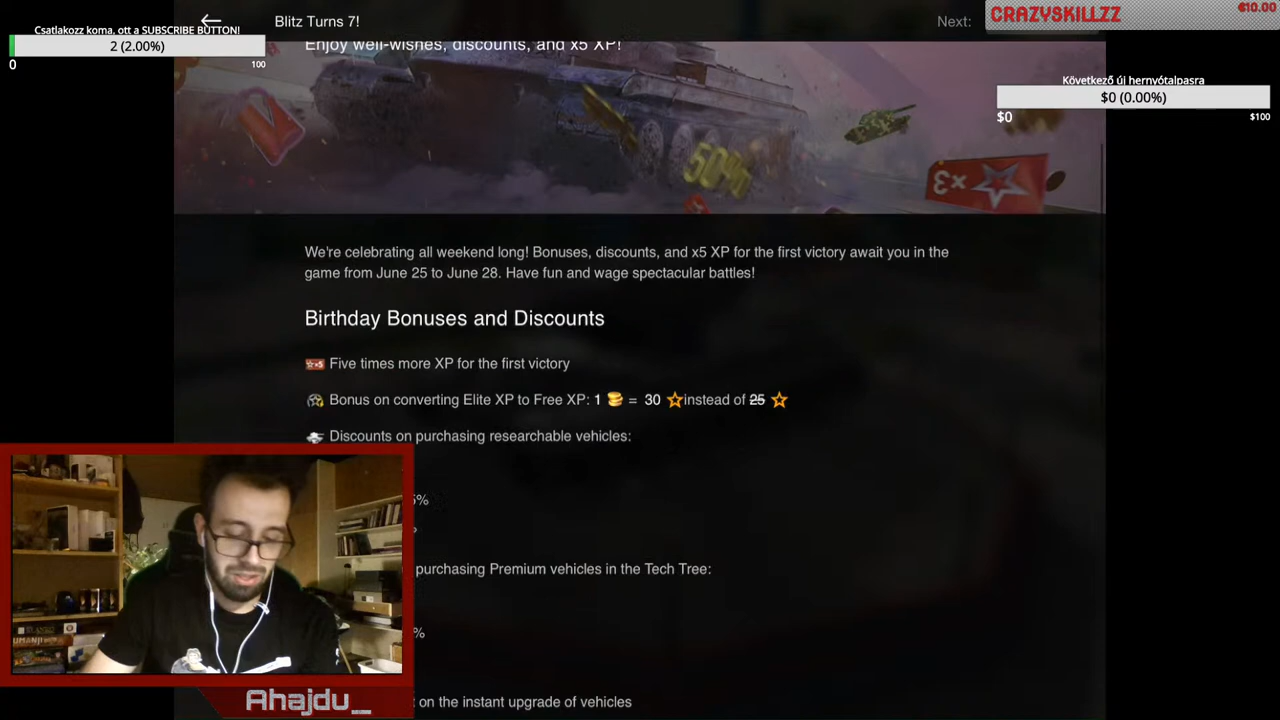 Blitz Turns 7!
Next:
CRAZYSKILLZZ
€10.00
Csatlakozz koma, ott a SUBSCRIBE BUTTON!
2 (2.00%)
0
100
Következő új hernyótalpasra
$0 (0.00%)
$0
$100
Enjoy well-wishes, discounts, and x5 XP!
50%
x3
We're celebrating all weekend long! Bonuses, discounts, and x5 XP for the first victory await you in the
game from June 25 to June 28. Have fun and wage spectacular battles!
Birthday Bonuses and Discounts
x5 Five times more XP for the first victory
Bonus on converting Elite XP to Free XP: 1 = 30 instead of 25
Discounts on purchasing researchable vehicles:
%
purchasing Premium vehicles in the Tech Tree:
%
on the instant upgrade of vehicles
Ahajdu_